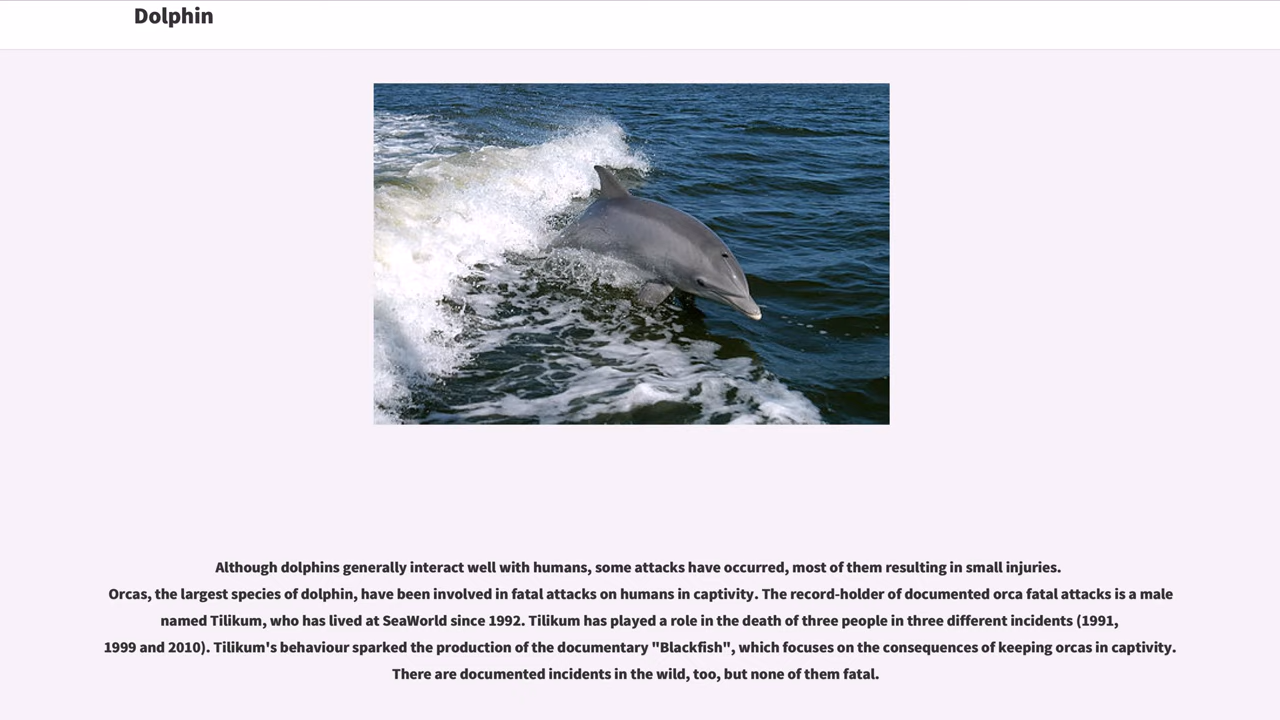 Dolphin
Although dolphins generally interact well with humans, some attacks have occurred, most of them resulting in small injuries.
Orcas, the largest species of dolphin, have been involved in fatal attacks on humans in captivity. The record-holder of documented orca fatal attacks is a male
named Tilikum, who has lived at SeaWorld since 1992. Tilikum has played a role in the death of three people in three different incidents (1991,
1999 and 2010). Tilikum's behaviour sparked the production of the documentary "Blackfish", which focuses on the consequences of keeping orcas in captivity.
There are documented incidents in the wild, too, but none of them fatal.